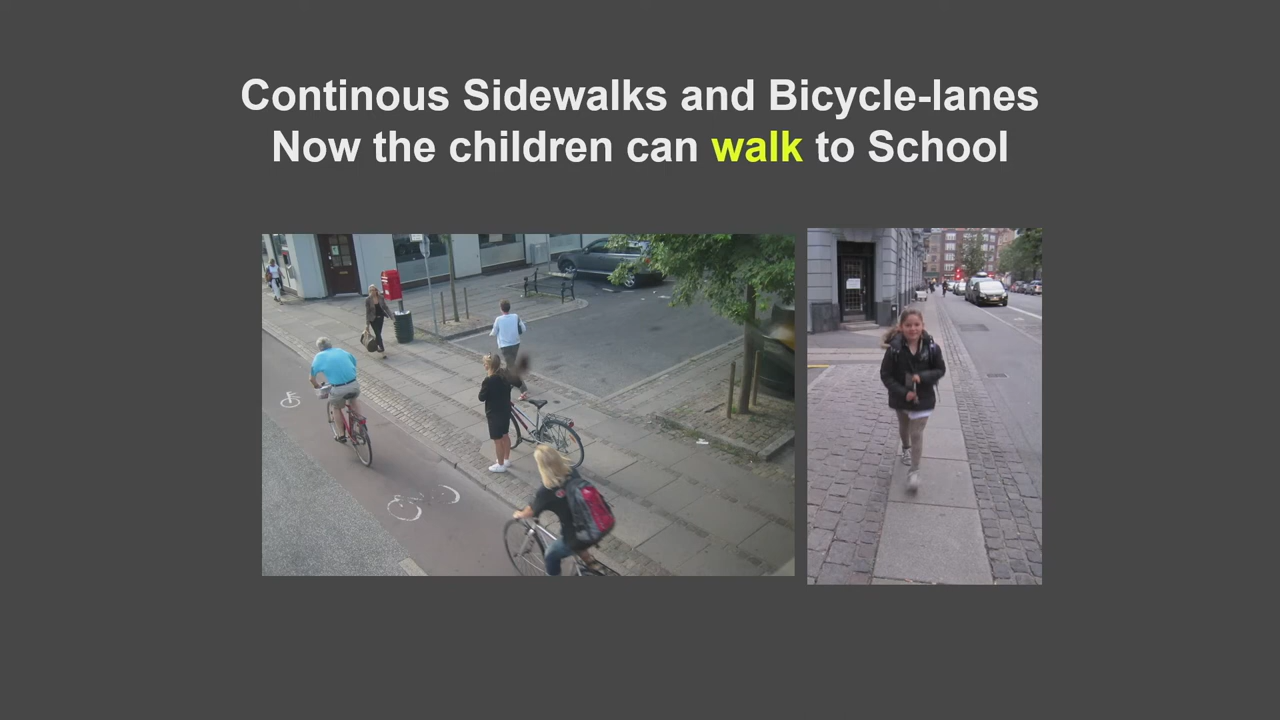 Continous Sidewalks and Bicycle-lanes
Now the children can walk to School